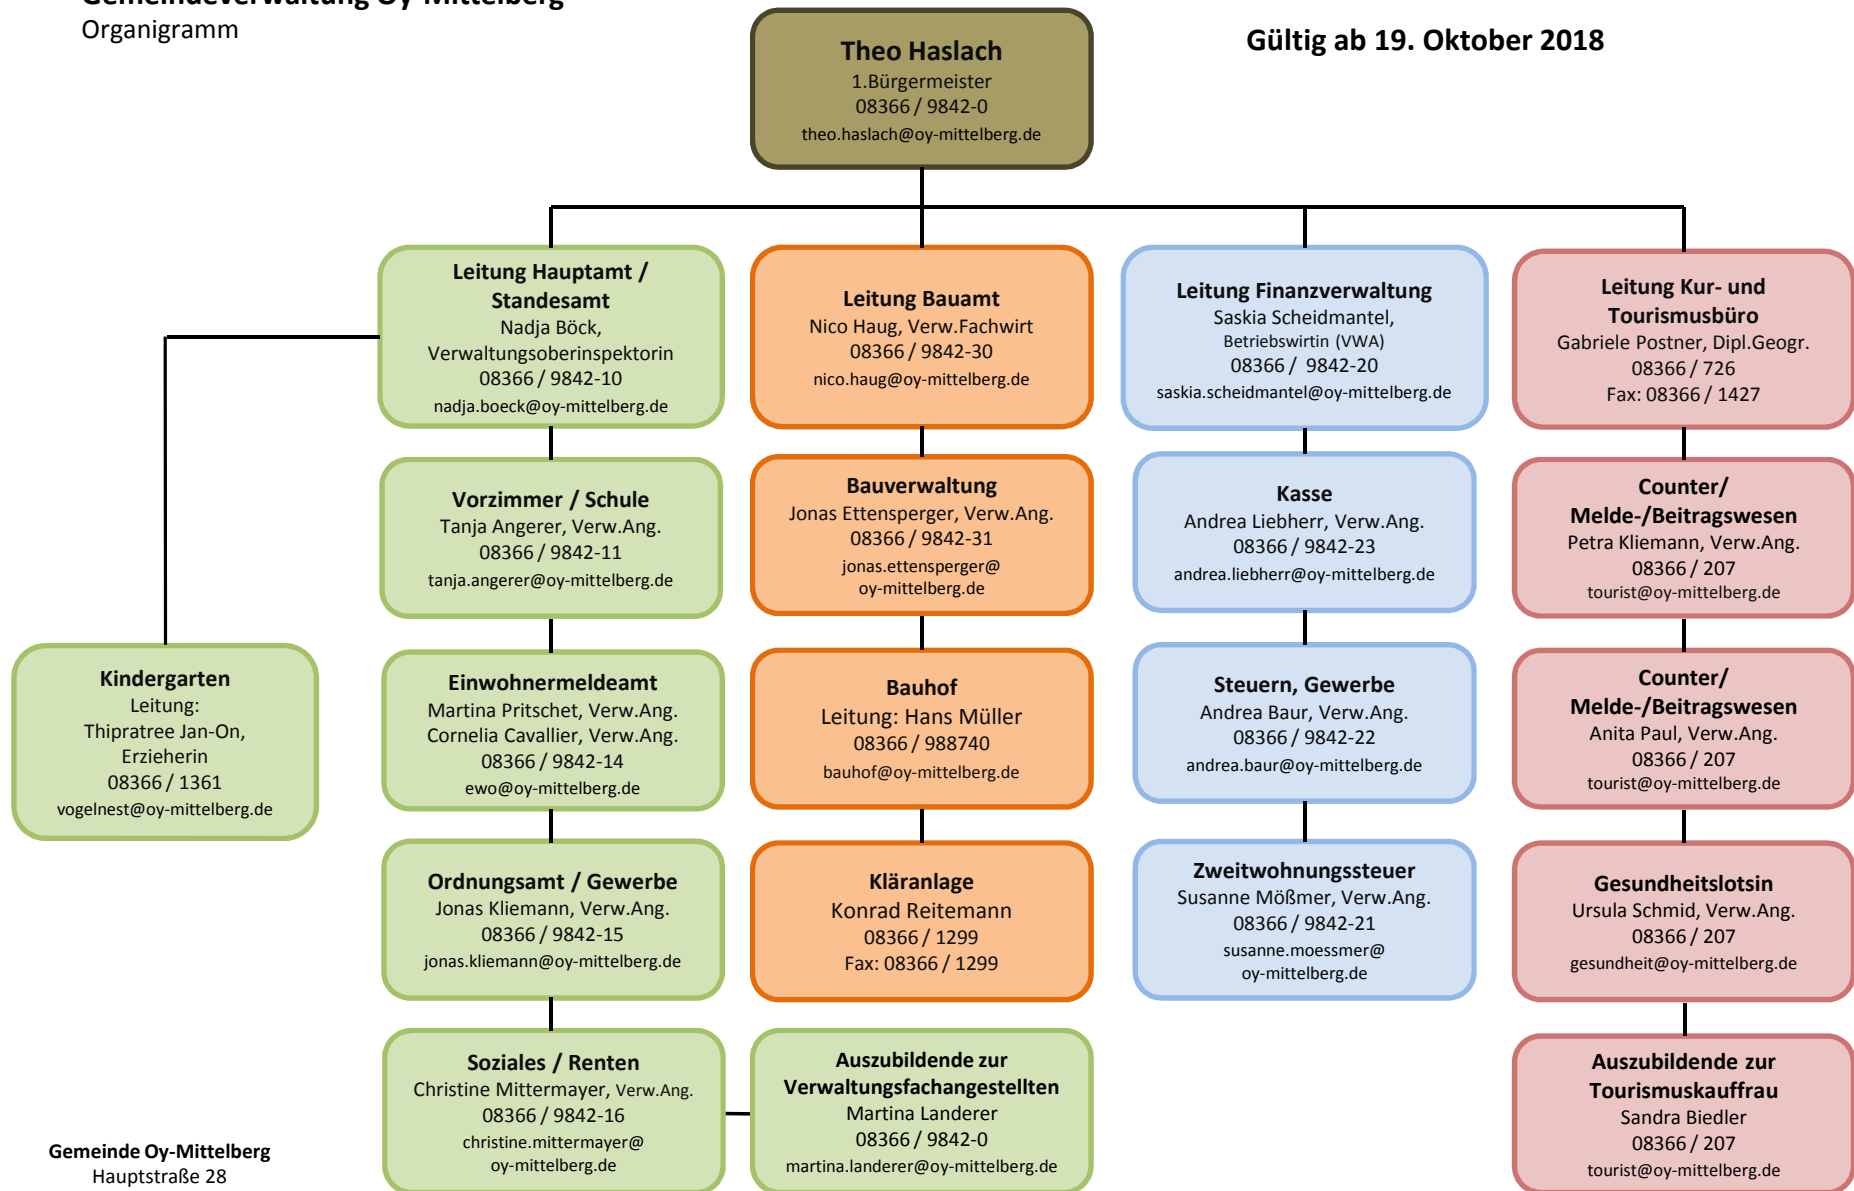 Gemeindeverwaltung Oy-Mittelberg
Organigramm
Gültig ab 19. Oktober 2018
Theo Haslach
1.Bürgermeister
08366 / 9842-0
theo.haslach@oy-mittelberg.de
Leitung Hauptamt /
Standesamt
Nadja Böck,
Verwaltungsoberinspektorin
08366 / 9842-10
nadja.boeck@oy-mittelberg.de
Leitung Bauamt
Nico Haug, Verw.Fachwirt
08366 / 9842-30
nico.haug@oy-mittelberg.de
Leitung Finanzverwaltung
Saskia Scheidmantel,
Betriebswirtin (VWA)
08366 / 9842-20
saskia.scheidmantel@oy-mittelberg.de
Leitung Kur- und
Tourismusbüro
Gabriele Postner, Dipl.Geogr.
08366 / 726
Fax: 08366 / 1427
Vorzimmer / Schule
Tanja Angerer, Verw.Ang.
08366 / 9842-11
tanja.angerer@oy-mittelberg.de
Bauverwaltung
Jonas Ettensperger, Verw.Ang.
08366 / 9842-31
jonas.ettensperger@
oy-mittelberg.de
Kasse
Andrea Liebherr, Verw.Ang.
08366 / 9842-23
andrea.liebherr@oy-mittelberg.de
Counter/
Melde-/Beitragswesen
Petra Kliemann, Verw.Ang.
08366 / 207
tourist@oy-mittelberg.de
Kindergarten
Leitung:
Thipratree Jan-On,
Erzieherin
08366 / 1361
vogelnest@oy-mittelberg.de
Einwohnermeldeamt
Martina Pritschet, Verw.Ang.
Cornelia Cavallier, Verw.Ang.
08366 / 9842-14
ewo@oy-mittelberg.de
Bauhof
Leitung: Hans Müller
08366 / 988740
bauhof@oy-mittelberg.de
Steuern, Gewerbe
Andrea Baur, Verw.Ang.
08366 / 9842-22
andrea.baur@oy-mittelberg.de
Counter/
Melde-/Beitragswesen
Anita Paul, Verw.Ang.
08366 / 207
tourist@oy-mittelberg.de
Ordnungsamt / Gewerbe
Jonas Kliemann, Verw.Ang.
08366 / 9842-15
jonas.kliemann@oy-mittelberg.de
Kläranlage
Konrad Reitemann
08366 / 1299
Fax: 08366 / 1299
Zweitwohnungssteuer
Susanne Mößmer, Verw.Ang.
08366 / 9842-21
susanne.moessmer@
oy-mittelberg.de
Gesundheitslotsin
Ursula Schmid, Verw.Ang.
08366 / 207
gesundheit@oy-mittelberg.de
Soziales / Renten
Christine Mittermayer, Verw.Ang.
08366 / 9842-16
christine.mittermayer@
oy-mittelberg.de
Auszubildende zur
Verwaltungsfachangestellten
Martina Landerer
08366 / 9842-0
martina.landerer@oy-mittelberg.de
Auszubildende zur
Tourismuskauffrau
Sandra Biedler
08366 / 207
tourist@oy-mittelberg.de
Gemeinde Oy-Mittelberg
Hauptstraße 28